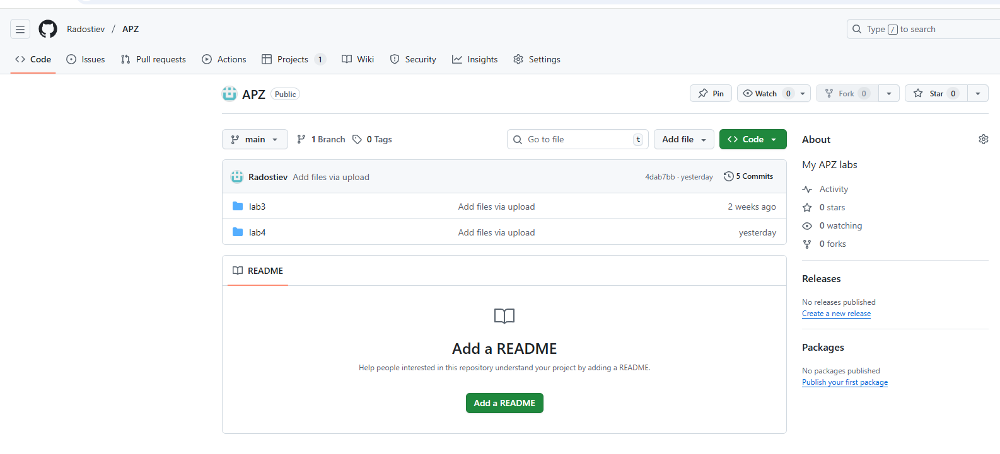 Radostiev / APZ
Type / to search
Code Issues Pull requests Actions Projects 1 Wiki Security Insights Settings
APZ Public
Pin Watch 0 Fork 0 Star 0
main 1 Branch 0 Tags Go to file t Add file Code
Radostiev Add files via upload 4dab7bb · yesterday 5 Commits
lab3 Add files via upload 2 weeks ago
lab4 Add files via upload yesterday
README
Add a README
Help people interested in this repository understand your project by adding a README.
Add a README
About
My APZ labs
Activity
0 stars
0 watching
0 forks
Releases
No releases published
Create a new release
Packages
No packages published
Publish your first package